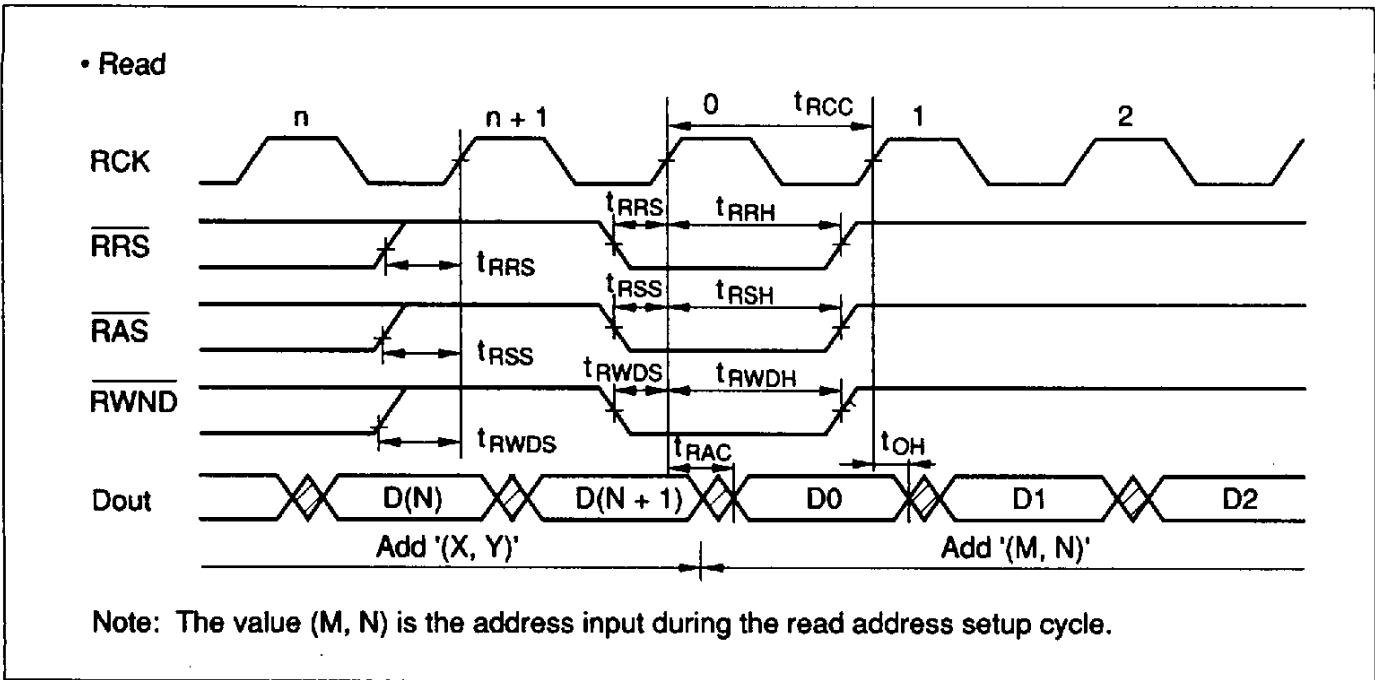 • Read
n n + 1 0 tRCC 1 2
RCK
tRRS tRRH
RRS
tRRS
tRSS tRSH
RAS
tRSS
tRWDS tRWDH
RWND
tRWDS
tRAC tOH
Dout D(N) D(N + 1) D0 D1 D2
Add '(X, Y)' Add '(M, N)'
Note: The value (M, N) is the address input during the read address setup cycle.